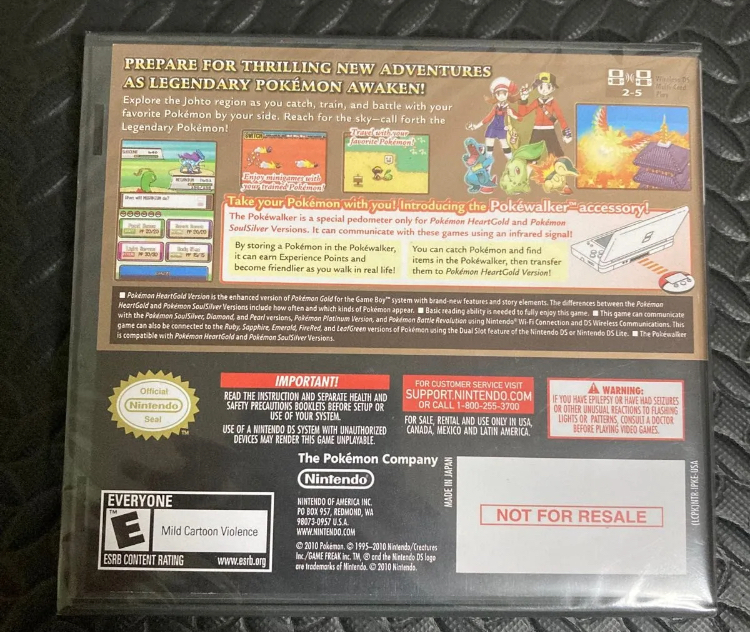 PREPARE FOR THRILLING NEW ADVENTURES
AS LEGENDARY POKÉMON AWAKEN!
Explore the Johto region as you catch, train, and battle with your
favorite Pokémon by your side. Reach for the sky—call forth the
Legendary Pokémon!
2-5
SWITCH
Enjoy minigames with
your trained Pokémon!
Travel with your
favorite Pokémon!
Take your Pokémon with you! Introducing the Pokéwalker™ accessory!
The Pokéwalker is a special pedometer only for Pokémon HeartGold and Pokémon
SoulSilver Versions. It can communicate with these games using an infrared signal!
By storing a Pokémon in the Pokéwalker,
it can earn Experience Points and
become friendlier as you walk in real life!
You can catch Pokémon and find
items in the Pokéwalker, then transfer
them to Pokémon HeartGold Version!
■ Pokémon HeartGold Version is the enhanced version of Pokémon Gold for the Game Boy™ system with brand-new features and story elements. The differences between the Pokémon
HeartGold and Pokémon SoulSilver Versions include how often and which kinds of Pokémon appear. ■ Basic reading ability is needed to fully enjoy this game. ■ This game can communicate
with the Pokémon SoulSilver, Diamond, and Pearl versions, Pokémon Platinum Version, and Pokémon Battle Revolution using Nintendo® Wi-Fi Connection and DS Wireless Communications. This
game can also be connected to the Ruby, Sapphire, Emerald, FireRed, and LeafGreen versions of Pokémon using the Dual Slot feature of the Nintendo DS or Nintendo DS Lite. ■ The Pokéwalker
is compatible with Pokémon HeartGold and Pokémon SoulSilver Versions.
Official
Nintendo
Seal
IMPORTANT!
READ THE INSTRUCTION AND SEPARATE HEALTH AND
SAFETY PRECAUTIONS BOOKLETS BEFORE SETUP OR
USE OF YOUR SYSTEM.
USE OF A NINTENDO DS SYSTEM WITH UNAUTHORIZED
DEVICES MAY RENDER THIS GAME UNPLAYABLE.
FOR CUSTOMER SERVICE VISIT
SUPPORT.NINTENDO.COM
OR CALL 1-800-255-3700
FOR SALE, RENTAL AND USE ONLY IN USA,
CANADA, MEXICO AND LATIN AMERICA.
WARNING:
IF YOU HAVE EPILEPSY OR HAVE HAD SEIZURES
OR OTHER UNUSUAL REACTIONS TO FLASHING
LIGHTS OR PATTERNS, CONSULT A DOCTOR
BEFORE PLAYING VIDEO GAMES.
The Pokémon Company
Nintendo
NINTENDO OF AMERICA INC.
PO BOX 957, REDMOND, WA
98073-0957 U.S.A.
WWW.NINTENDO.COM
© 2010 Pokémon. © 1995–2010 Nintendo/Creatures
Inc./GAME FREAK inc. TM, ® and the Nintendo DS logo
are trademarks of Nintendo. © 2010 Nintendo.
MADE IN JAPAN
NOT FOR RESALE
(LCPK)NTR-IPKE-USA
EVERYONE
E
Mild Cartoon Violence
ESRB CONTENT RATING
www.esrb.org